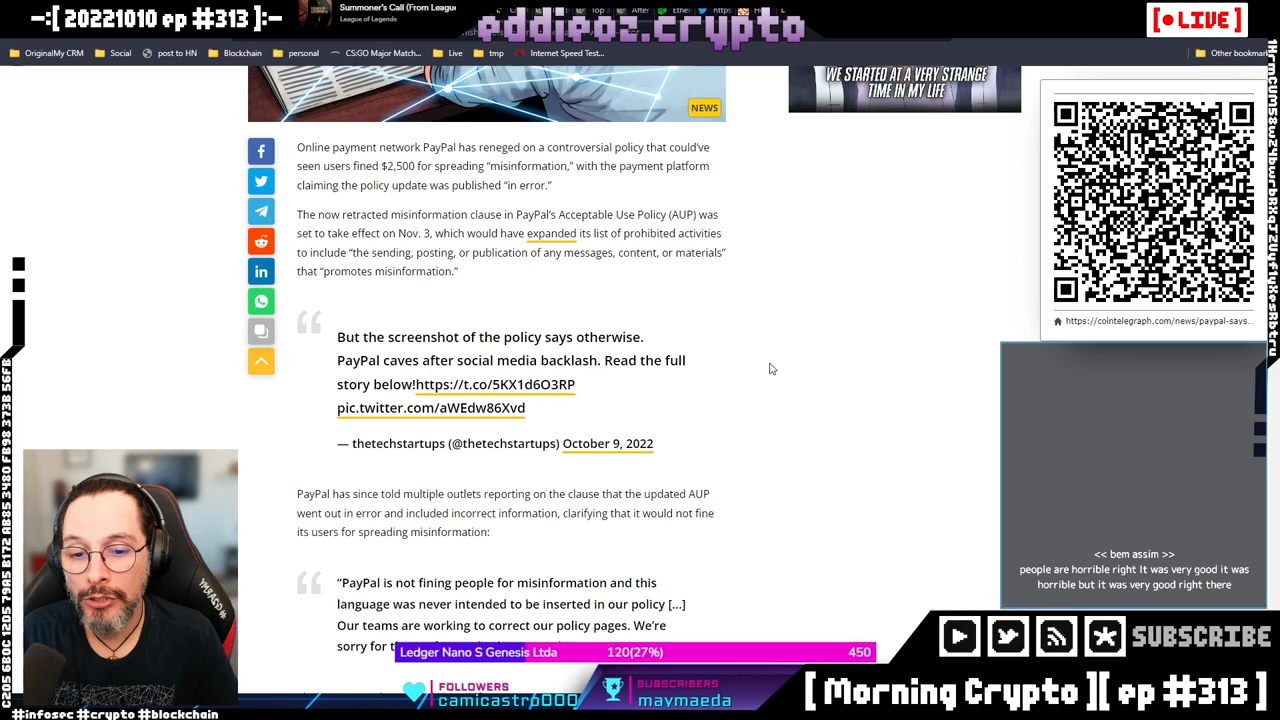 -:[ 20221010 ep #313 ]:-
Summoner's Call (From League
League of Legends
eddieoz.crypto
[ LIVE ]
OriginalMy CRM
Social
post to HN
Blockchain
personal
CS:GO Major Match...
Live
tmp
Internet Speed Test...
Other bookmar
WE STARTED AT A VERY STRANGE
TIME IN MY LIFE
NEWS
Online payment network PayPal has reneged on a controversial policy that could've
seen users fined $2,500 for spreading “misinformation,” with the payment platform
claiming the policy update was published “in error.”
The now retracted misinformation clause in PayPal's Acceptable Use Policy (AUP) was
set to take effect on Nov. 3, which would have expanded its list of prohibited activities
to include “the sending, posting, or publication of any messages, content, or materials”
that “promotes misinformation.”
But the screenshot of the policy says otherwise.
PayPal caves after social media backlash. Read the full
story below!https://t.co/5KX1d6O3RP
pic.twitter.com/aWEdw86Xvd
— thetechstartups (@thetechstartups) October 9, 2022
PayPal has since told multiple outlets reporting on the clause that the updated AUP
went out in error and included incorrect information, clarifying that it would not fine
its users for spreading misinformation:
“PayPal is not fining people for misinformation and this
language was never intended to be inserted in our policy [...]
Our teams are working to correct our policy pages. We're
sorry for
https://cointelegraph.com/news/paypal-says...
<< bem assim >>
people are horrible right It was very good it was
horrible but it was very good right there
Ledger Nano S Genesis Ltda
120(27%)
450
FOLLOWERS
camicastrp6000
SUBSCRIBERS
maymaeda
SUBSCRIBE
[ Morning Crypto ][ ep #313 ]
#infosec #crypto #blockchain